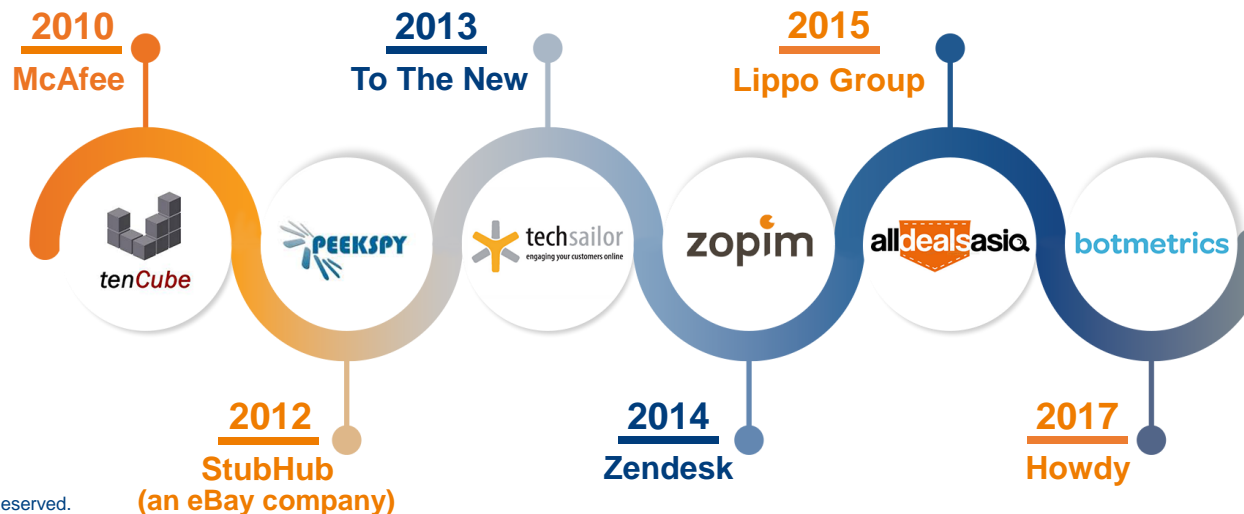 2010
McAfee
2013
To The New
2015
Lippo Group
tenCube
PEEKSPY
techsailor
engaging your customers online
zopim
alldealsasia
botmetrics
2012
StubHub
(an eBay company)
2014
Zendesk
2017
Howdy
eserved.